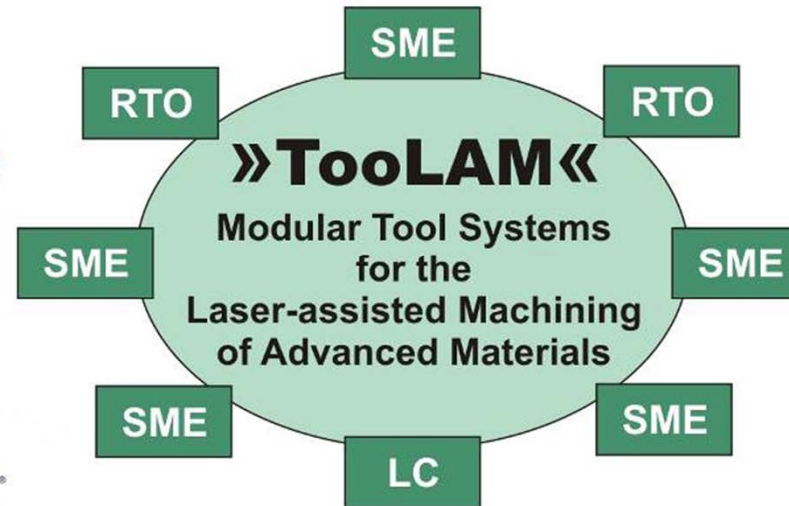 SME
RTO
RTO
»TooLAM«
Modular Tool Systems
for the
Laser-assisted Machining
of Advanced Materials
SME
SME
SME
SME
LC
®